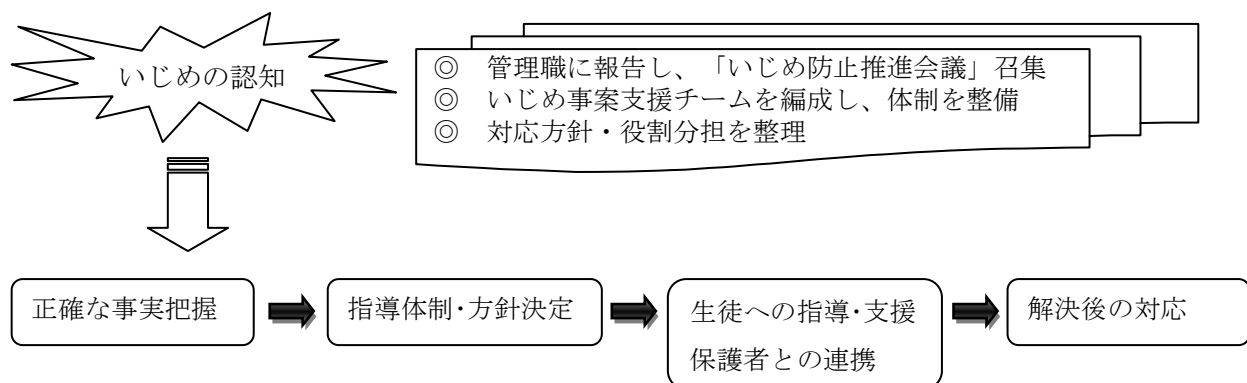 いじめの認知
◎ 管理職に報告し、「いじめ防止推進会議」召集
◎ いじめ事案支援チームを編成し、体制を整備
◎ 対応方針・役割分担を整理
正確な事実把握
指導体制・方針決定
生徒への指導・支援
保護者との連携
解決後の対応